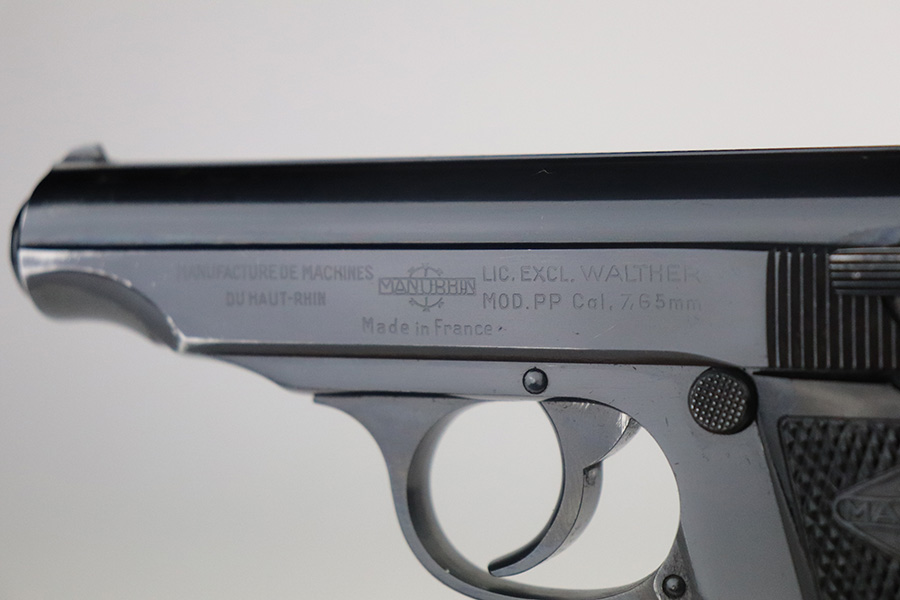 MANUFACTURE DE MACHINES
DU HAUT-RHIN
MANURHIN
LIC. EXCL. WALTHER
MOD. PP Cal. 7,65mm
Made in France